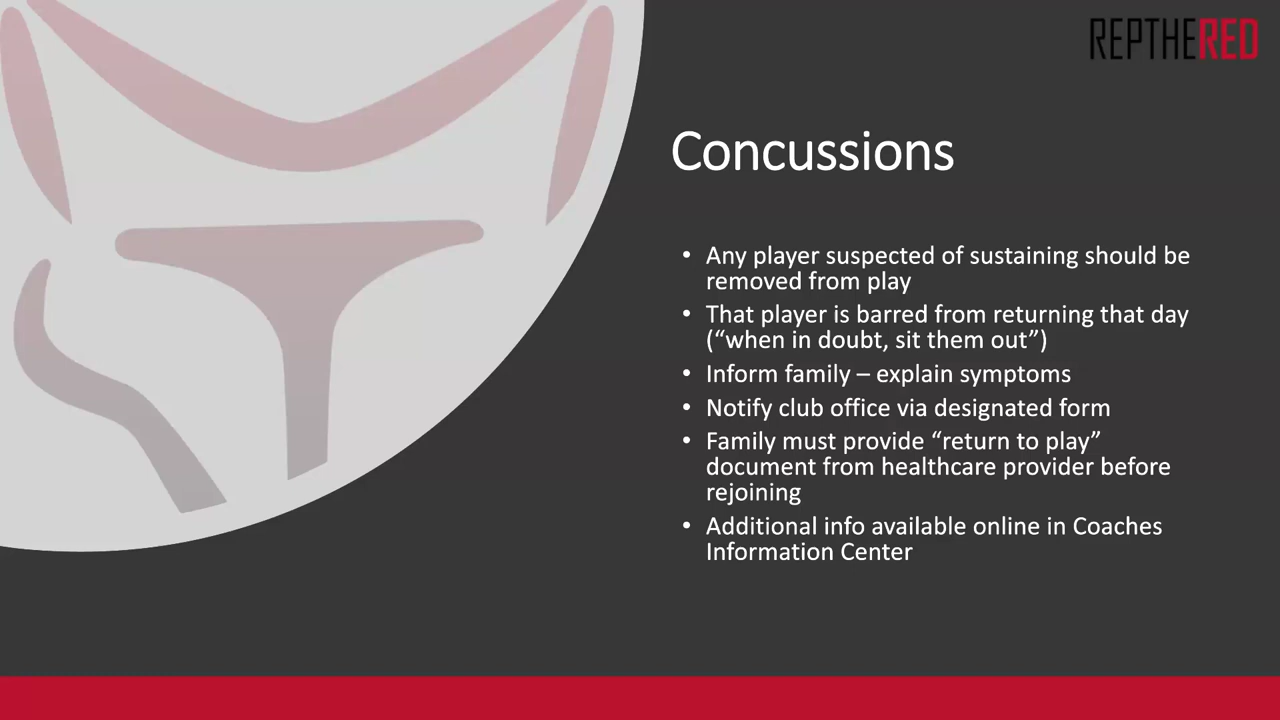 REPTHERED
Concussions
• Any player suspected of sustaining should be
removed from play
• That player is barred from returning that day
(“when in doubt, sit them out”)
• Inform family – explain symptoms
• Notify club office via designated form
• Family must provide “return to play”
document from healthcare provider before
rejoining
• Additional info available online in Coaches
Information Center